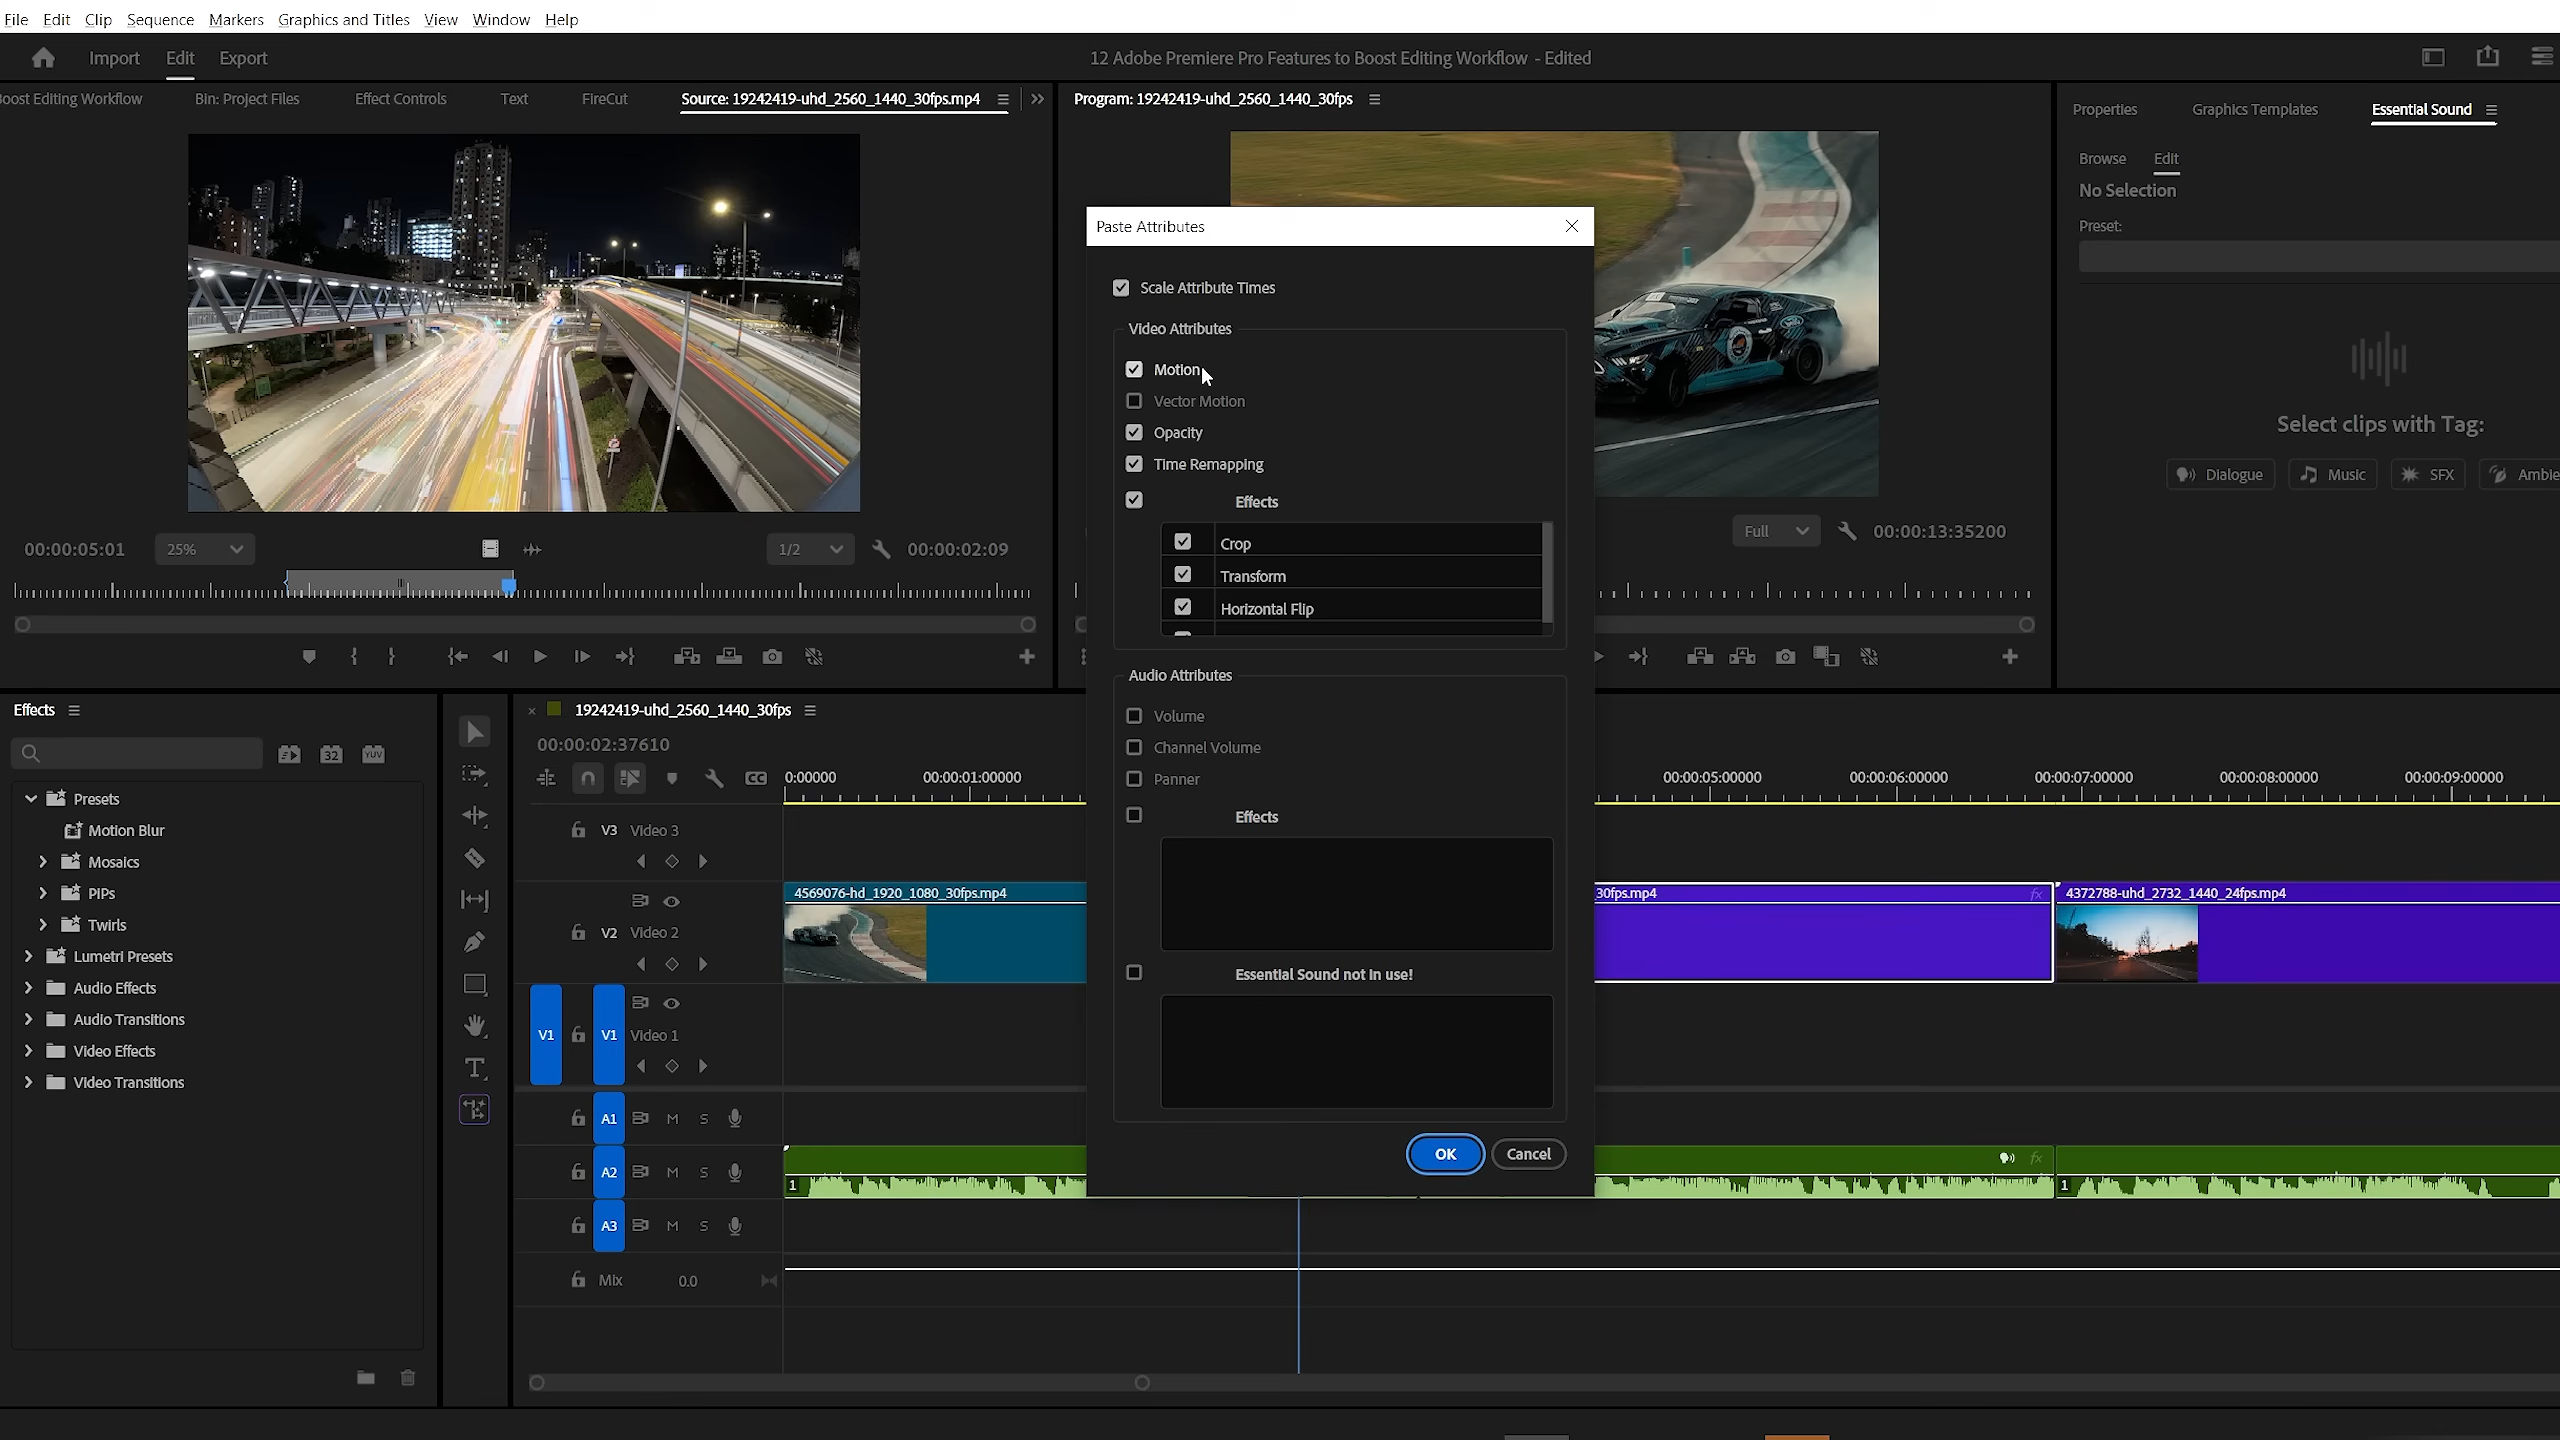 File Edit Clip Sequence Markers Graphics and Titles View Window Help
Import Edit Export
12 Adobe Premiere Pro Features to Boost Editing Workflow - Edited
oost Editing Workflow Bin: Project Files Effect Controls Text FireCut Source: 19242419-uhd_2560_1440_30fps.mp4
Program: 19242419-uhd_2560_1440_30fps
Properties Graphics Templates Essential Sound
Browse Edit
No Selection
Preset:
Select clips with Tag:
Dialogue Music SFX Ambie
00:00:05:01 25% 1/2 00:00:02:09
Full 00:00:13:35200
Paste Attributes
Scale Attribute Times
Video Attributes
Motion
Vector Motion
Opacity
Time Remapping
Effects
Crop
Transform
Horizontal Flip
Audio Attributes
Volume
Channel Volume
Panner
Effects
Essential Sound not in use!
OK Cancel
Effects
32 YUV
Presets
Motion Blur
Mosaics
PIPs
Twirls
Lumetri Presets
Audio Effects
Audio Transitions
Video Effects
Video Transitions
19242419-uhd_2560_1440_30fps
00:00:02:37610
CC
0:00000 00:00:01:00000 00:00:05:00000 00:00:06:00000 00:00:07:00000 00:00:08:00000 00:00:09:00000
V3 Video 3
4569076-hd_1920_1080_30fps.mp4 30fps.mp4 fx 4372788-uhd_2732_1440_24fps.mp4
V2 Video 2
V1 V1 Video 1
A1 M S
A2 M S
1 fx 1
A3 M S
Mix 0.0